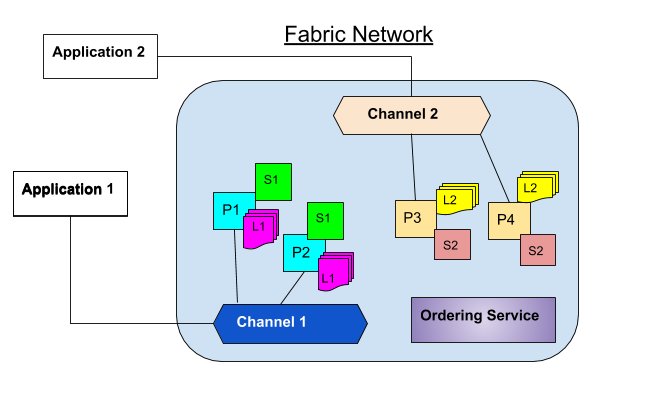 Fabric Network
Application 2
Channel 2
Application 1
S1
P1
L1
S1
P2
L1
L2
P3
S2
L2
P4
S2
Channel 1
Ordering Service